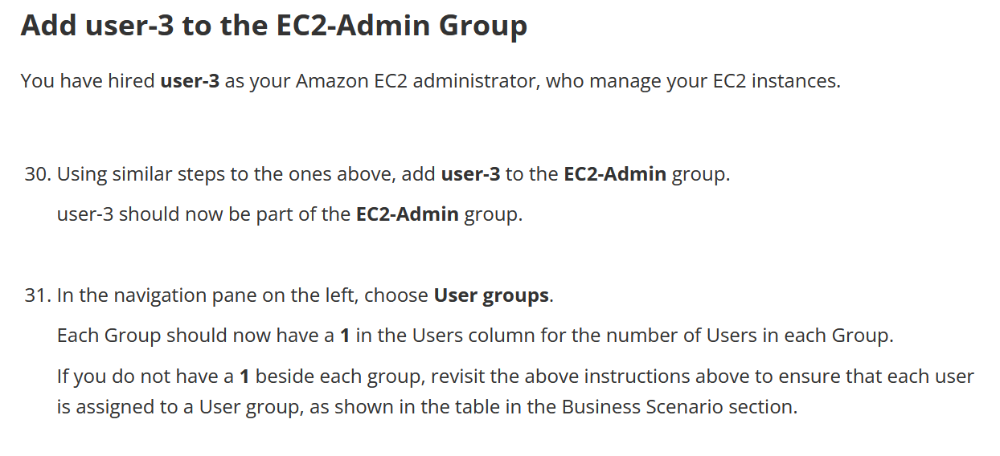 Add user-3 to the EC2-Admin Group
You have hired user-3 as your Amazon EC2 administrator, who manage your EC2 instances.
30. Using similar steps to the ones above, add user-3 to the EC2-Admin group.
user-3 should now be part of the EC2-Admin group.
31. In the navigation pane on the left, choose User groups.
Each Group should now have a 1 in the Users column for the number of Users in each Group.
If you do not have a 1 beside each group, revisit the above instructions above to ensure that each user
is assigned to a User group, as shown in the table in the Business Scenario section.